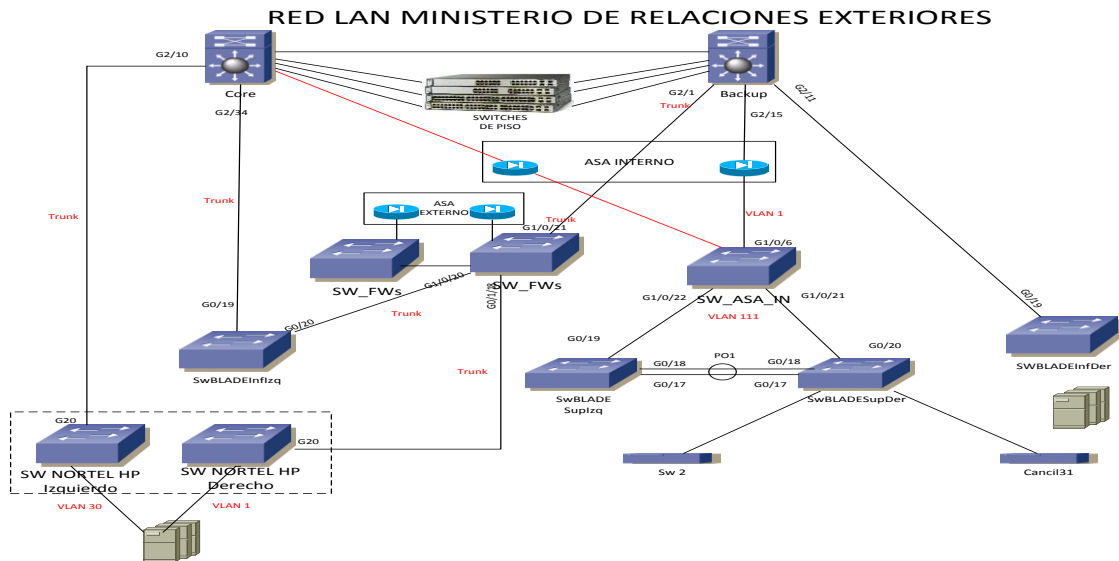 RED LAN MINISTERIO DE RELACIONES EXTERIORES
G2/10
Core
G2/34
SWITCHES
DE PISO
G2/1
Trunk
Backup
G2/15
G2/11
ASA INTERNO
Trunk
Trunk
ASA
EXTERNO
Trunk
VLAN 1
G1/0/21
G1/0/6
SW_FWs
SW_FWs
G1/0/20
G0/1/23
SW_ASA_IN
G1/0/22
G1/0/21
VLAN 111
G0/19
G0/20
Trunk
G0/19
G0/19
G0/20
SwBLADEInfIzq
Trunk
G0/18
PO1
G0/18
G0/17
G0/17
SwBLADE
SupIzq
SwBLADESupDer
SWBLADEInfDer
G20
G20
SW NORTEL HP
Izquierdo
SW NORTEL HP
Derecho
Sw 2
Cancil31
VLAN 30
VLAN 1